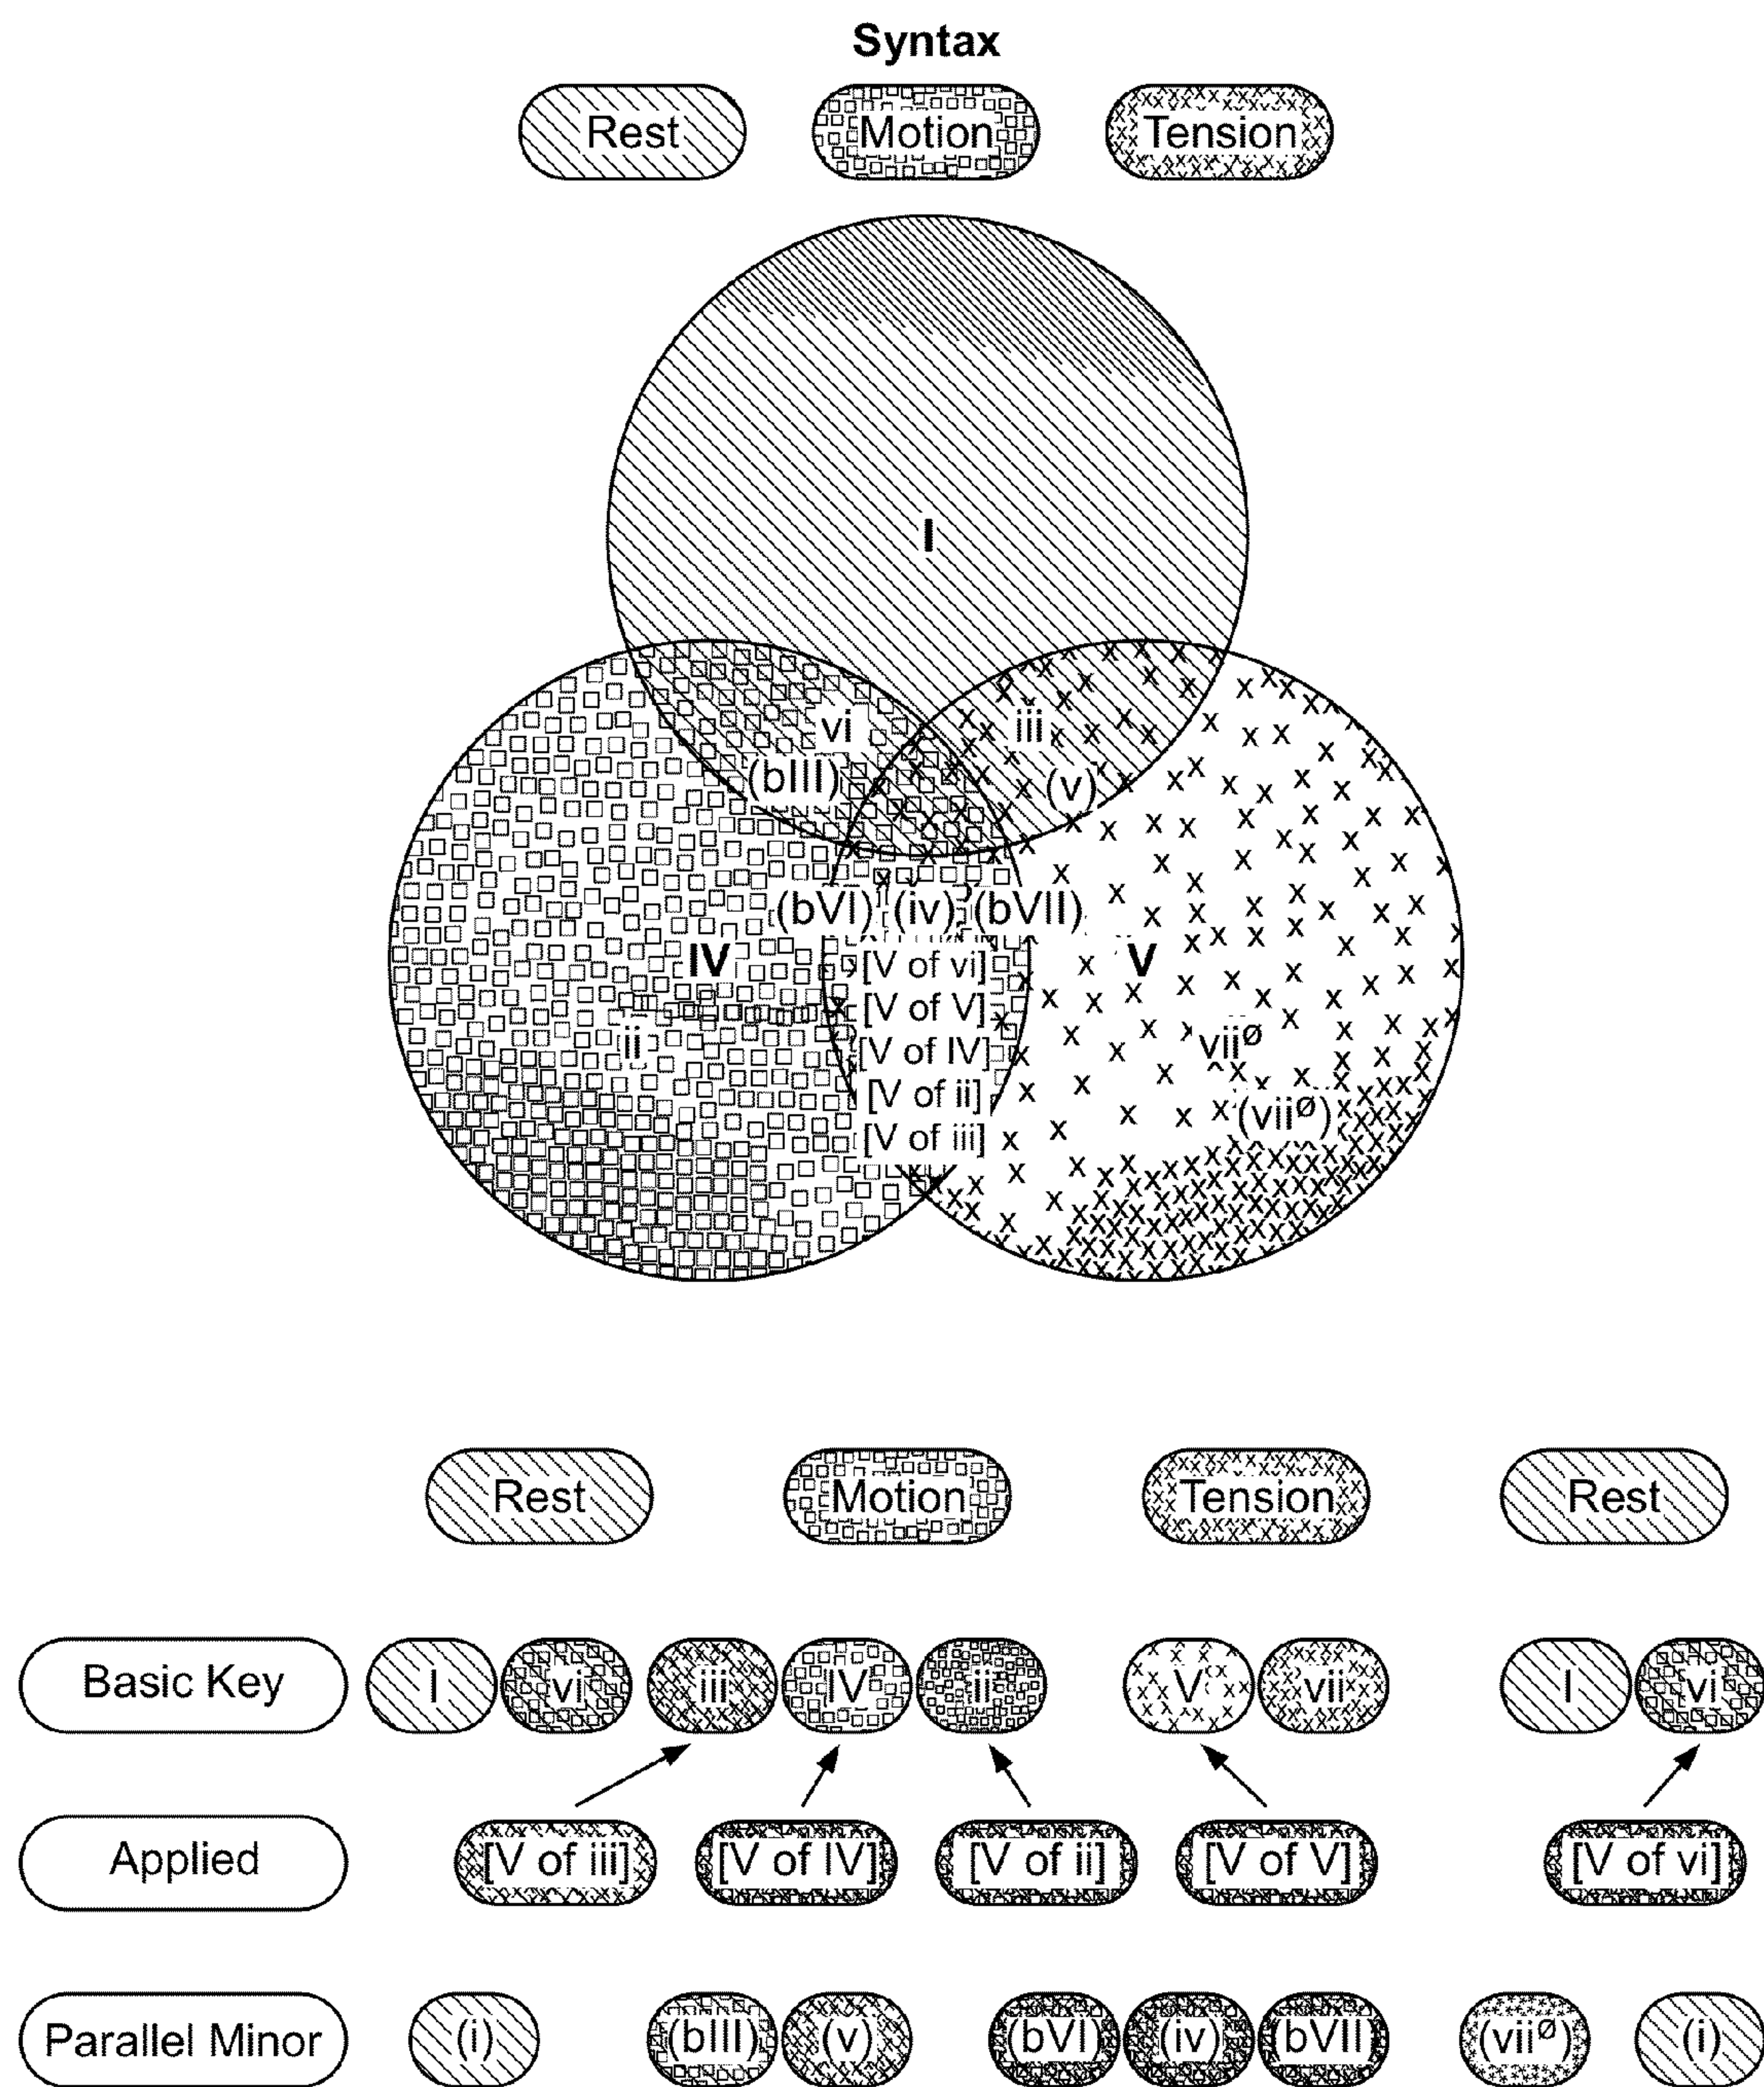 Syntax
Rest Motion Tension
I
vi iii
(bIII) (v)
(bVI) (iv) (bVII)
IV [V of vi] V
[V of V]
ii [V of IV] viiø
[V of ii] (viiø)
[V of iii]
Rest Motion Tension Rest
Basic Key I vi iii IV ii V vii I vi
Applied [V of iii] [V of IV] [V of ii] [V of V] [V of vi]
Parallel Minor (i) (bIII) (v) (bVI) (iv) (bVII) (viiø) (i)